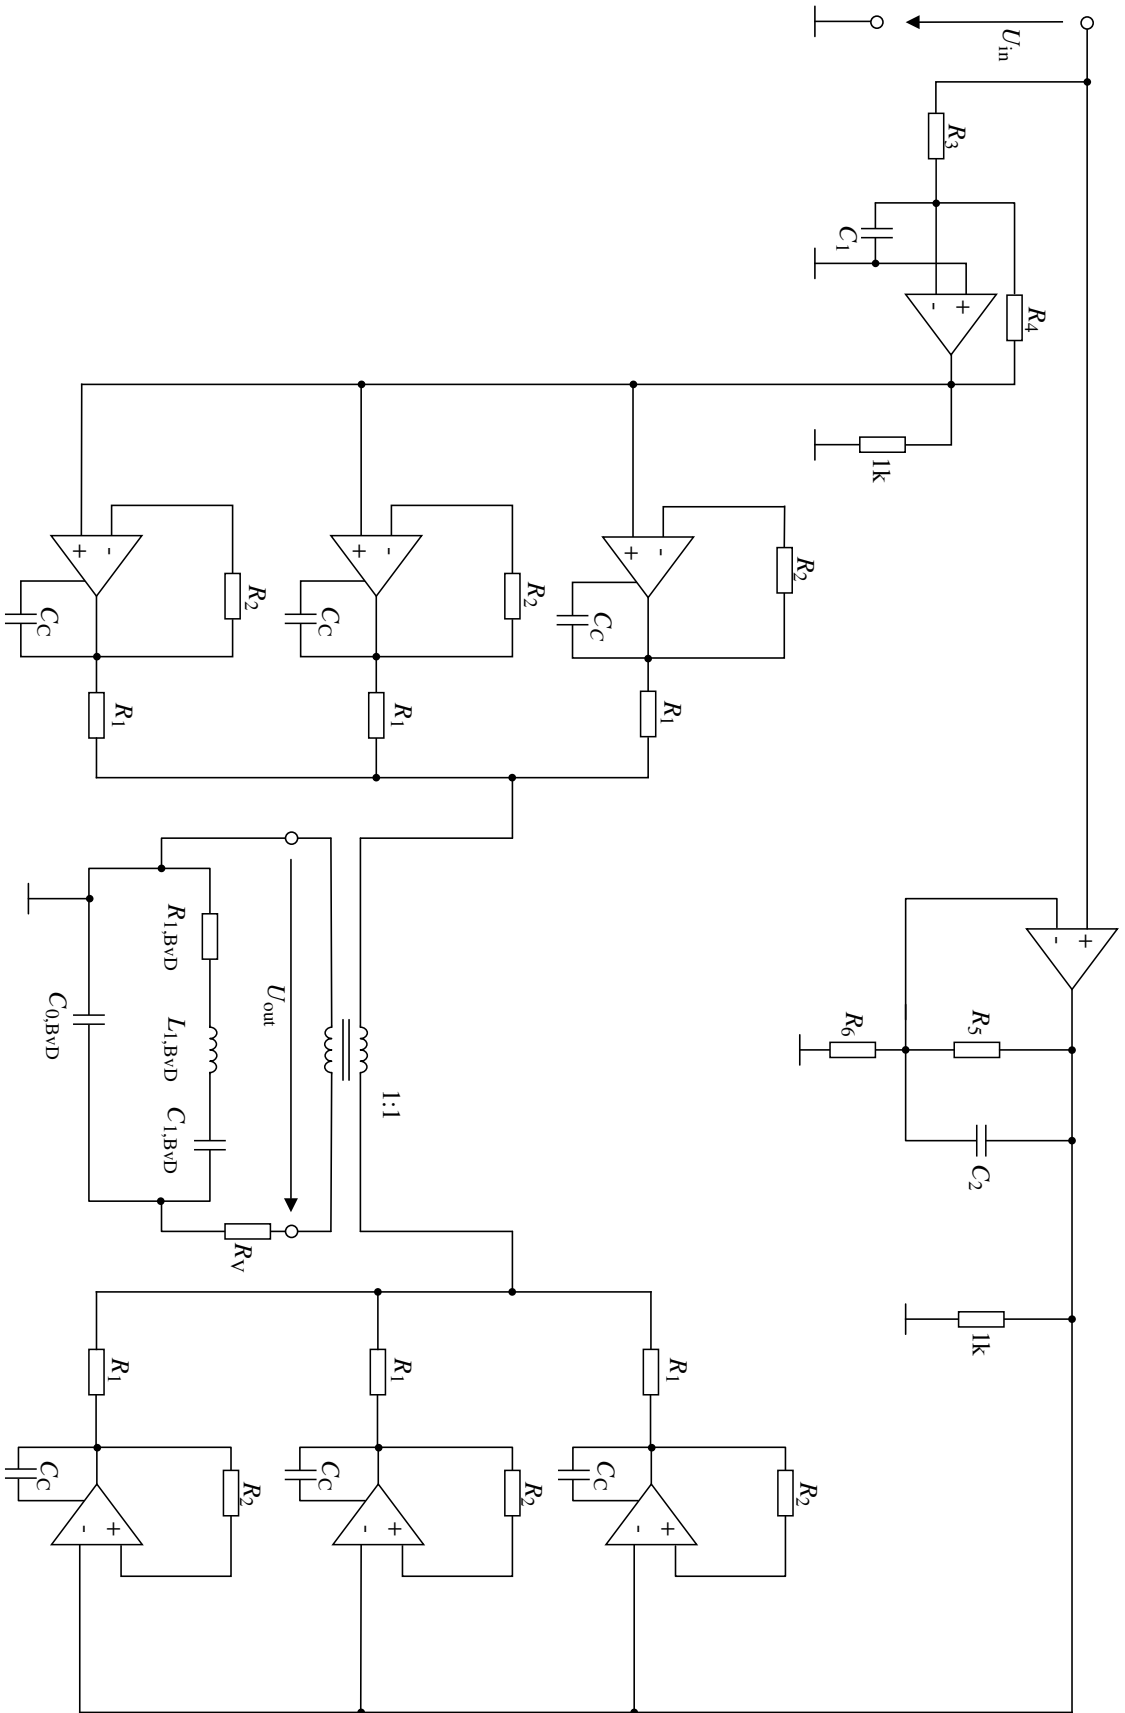 U_in
R_3
C_1
R_4
+
-
1k
R_2
R_2
R_2
+
-
+
-
+
-
C_C
C_C
C_C
R_1
R_1
R_1
+
-
R_1,BvD
U_out
C_0,BvD
L_1,BvD
C_1,BvD
1:1
R_6
R_5
C_2
R_V
1k
R_1
R_1
R_1
C_C
C_C
C_C
R_2
R_2
R_2
-
+
-
+
-
+